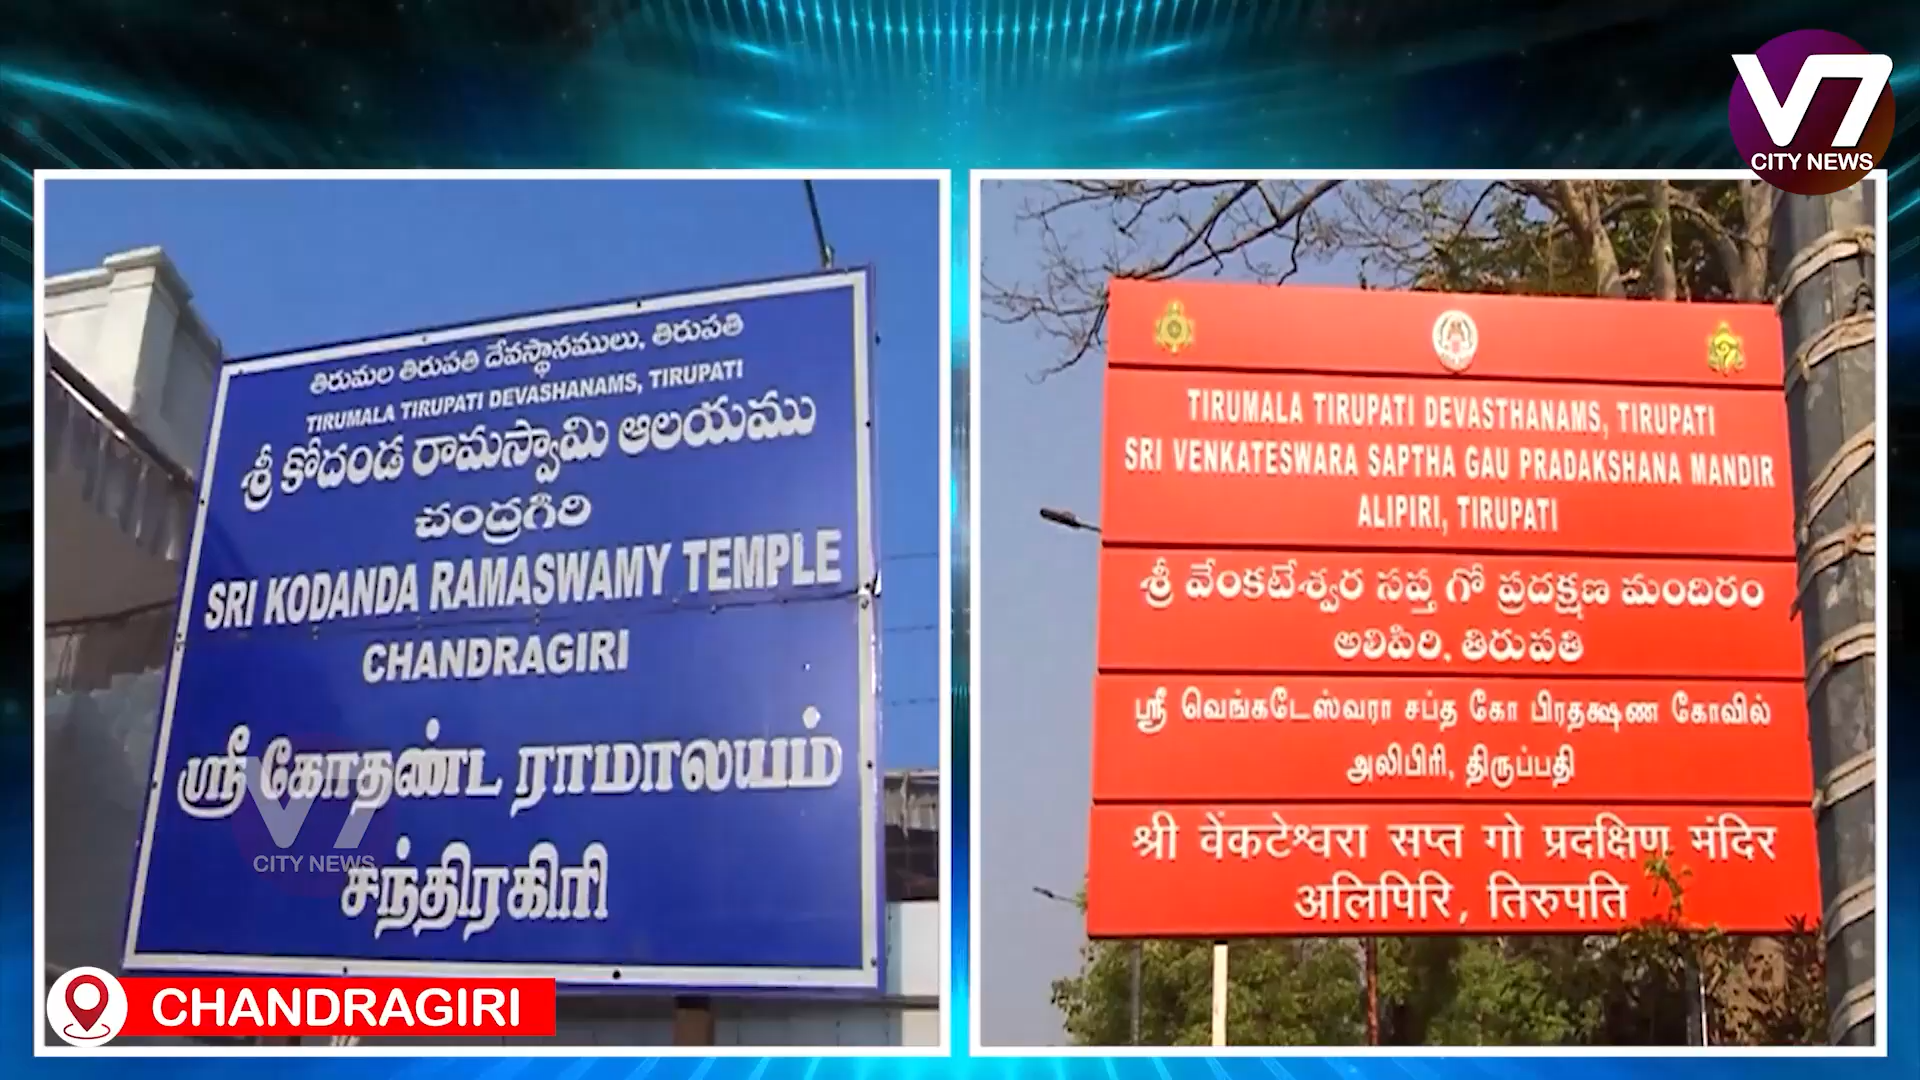 V7
CITY NEWS
తిరుమల తిరుపతి దేవస్థానములు, తిరుపతి
TIRUMALA TIRUPATI DEVASHANAMS, TIRUPATI
శ్రీ కోదండ రామస్వామి ఆలయము
చంద్రగిరి
SRI KODANDA RAMASWAMY TEMPLE
CHANDRAGIRI
ஸ்ரீ கோதண்ட ராமாலயம்
சந்திரகிரி
V7
CITY NEWS
CHANDRAGIRI
TIRUMALA TIRUPATI DEVASTHANAMS, TIRUPATI
SRI VENKATESWARA SAPTHA GAU PRADAKSHANA MANDIR
ALIPIRI, TIRUPATI
శ్రీ వేంకటేశ్వర సప్త గో ప్రదక్షణ మందిరం
అలిపిరి, తిరుపతి
ஸ்ரீ வெங்கடேஸ்வரா சப்த கோ பிரதக்ஷண கோவில்
அலிபிரி, திருப்பதி
श्री वेंकटेश्वरा सप्त गो प्रदक्षिण मंदिर
अलिपिरि, तिरुपति